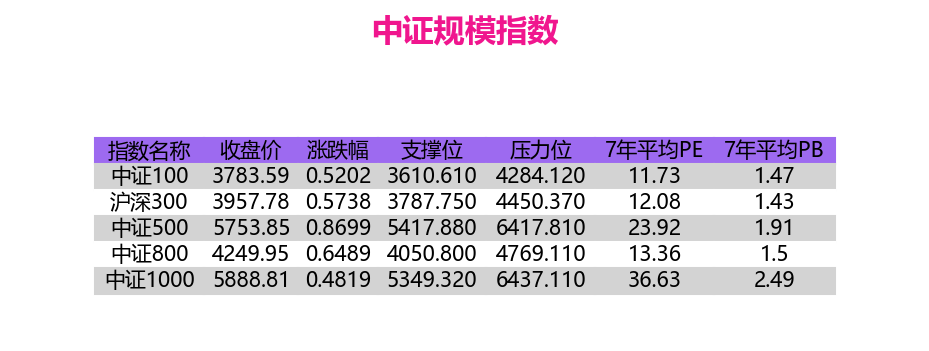 中证规模指数
指数名称 收盘价 涨跌幅 支撑位 压力位 7年平均PE 7年平均PB
中证100 3783.59 0.5202 3610.610 4284.120 11.73 1.47
沪深300 3957.78 0.5738 3787.750 4450.370 12.08 1.43
中证500 5753.85 0.8699 5417.880 6417.810 23.92 1.91
中证800 4249.95 0.6489 4050.800 4769.110 13.36 1.5
中证1000 5888.81 0.4819 5349.320 6437.110 36.63 2.49